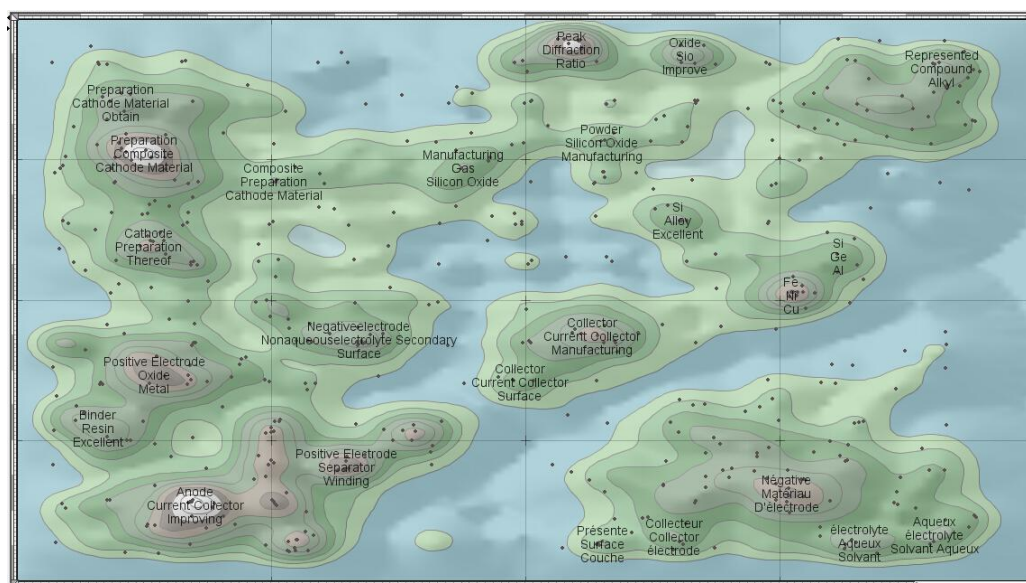 Peak
Diffraction
Ratio
Oxide
Sio
Improve
Represented
Compound
Alkyl
Preparation
Cathode Material
Obtain
Preparation
Composite
Cathode Material
Composite
Preparation
Cathode Material
Manufacturing
Gas
Silicon Oxide
Powder
Silicon Oxide
Manufacturing
Si
Alloy
Excellent
Cathode
Preparation
Thereof
Si
Ge
Al
Fe
Ni
Cu
Negativeelectrode
Nonaqueouselectrolyte Secondary
Surface
Collector
Current Collector
Manufacturing
Collector
Current Collector
Surface
Positive Electrode
Oxide
Metal
Binder
Resin
Excellent
Positive Electrode
Separator
Winding
Anode
Current Collector
Improving
Négative
Matériau
D'électrode
Présente
Surface
Couche
Collecteur
Collector
électrode
électrolyte
Aqueux
Solvant
Aqueux
électrolyte
Solvant Aqueux